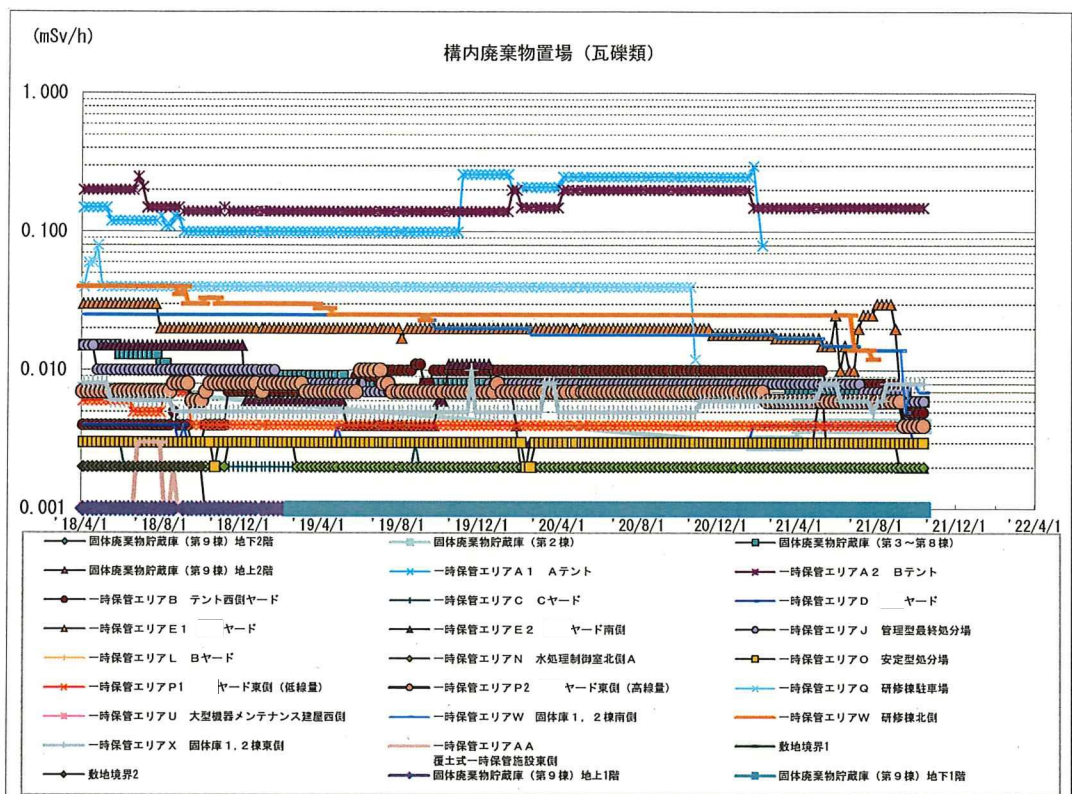 (mSv/h)
構内廃棄物置場（瓦礫類）
1.000
0.100
0.010
0.001
18/4/1 '18/8/1 '18/12/1 '19/4/1 '19/8/1 '19/12/1 '20/4/1 '20/8/1 '20/12/1 '21/4/1 '21/8/1 '21/12/1 '22/4/1
固体廃棄物貯蔵庫（第９棟）地下2階 固体廃棄物貯蔵庫（第２棟） 固体廃棄物貯蔵庫（第３～第８棟）
固体廃棄物貯蔵庫（第９棟）地上2階 一時保管エリアＡ１　Ａテント 一時保管エリアＡ２　Ｂテント
一時保管エリアＢ　テント西側ヤード 一時保管エリアＣ　Ｃヤード 一時保管エリアＤ　ヤード
一時保管エリアＥ１　ヤード 一時保管エリアＥ２　ヤード南側 一時保管エリアＪ　管理型最終処分場
一時保管エリアＬ　Ｂヤード 一時保管エリアＮ　水処理制御室北側Ａ 一時保管エリアＯ　安定型処分場
一時保管エリアＰ１　ヤード東側（低線量） 一時保管エリアＰ２　ヤード東側（高線量） 一時保管エリアＱ　研修棟駐車場
一時保管エリアＵ　大型機器メンテナンス建屋西側 一時保管エリアＷ　固体庫１，２棟南側 一時保管エリアＷ　研修棟北側
一時保管エリアＸ　固体庫１，２棟東側 一時保管エリアＡＡ 敷地境界1
覆土式一時保管施設東側
敷地境界2 固体廃棄物貯蔵庫（第９棟）地上1階 固体廃棄物貯蔵庫（第９棟）地下1階